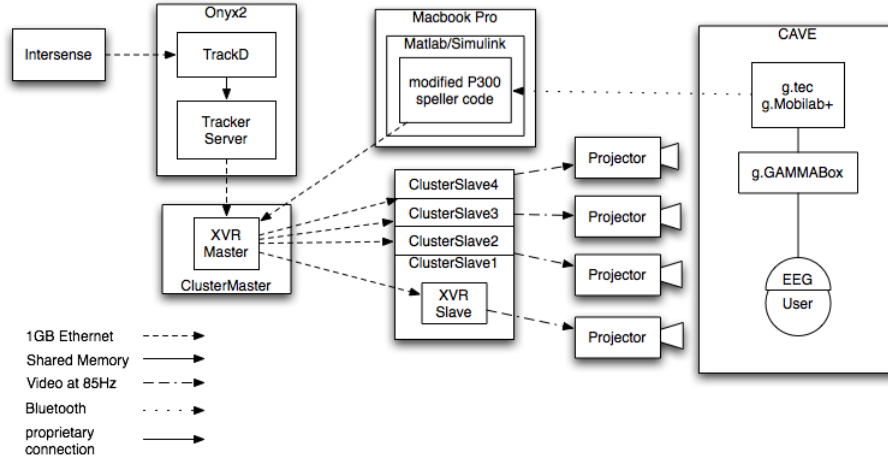 Onyx2
Intersense
TrackD
Tracker
Server
Macbook Pro
Matlab/Simulink
modified P300
speller code
CAVE
g.tec
g.Mobilab+
g.GAMMABox
EEG
User
XVR
Master
ClusterMaster
ClusterSlave4
ClusterSlave3
ClusterSlave2
ClusterSlave1
XVR
Slave
Projector
Projector
Projector
Projector
1GB Ethernet
Shared Memory
Video at 85Hz
Bluetooth
proprietary
connection